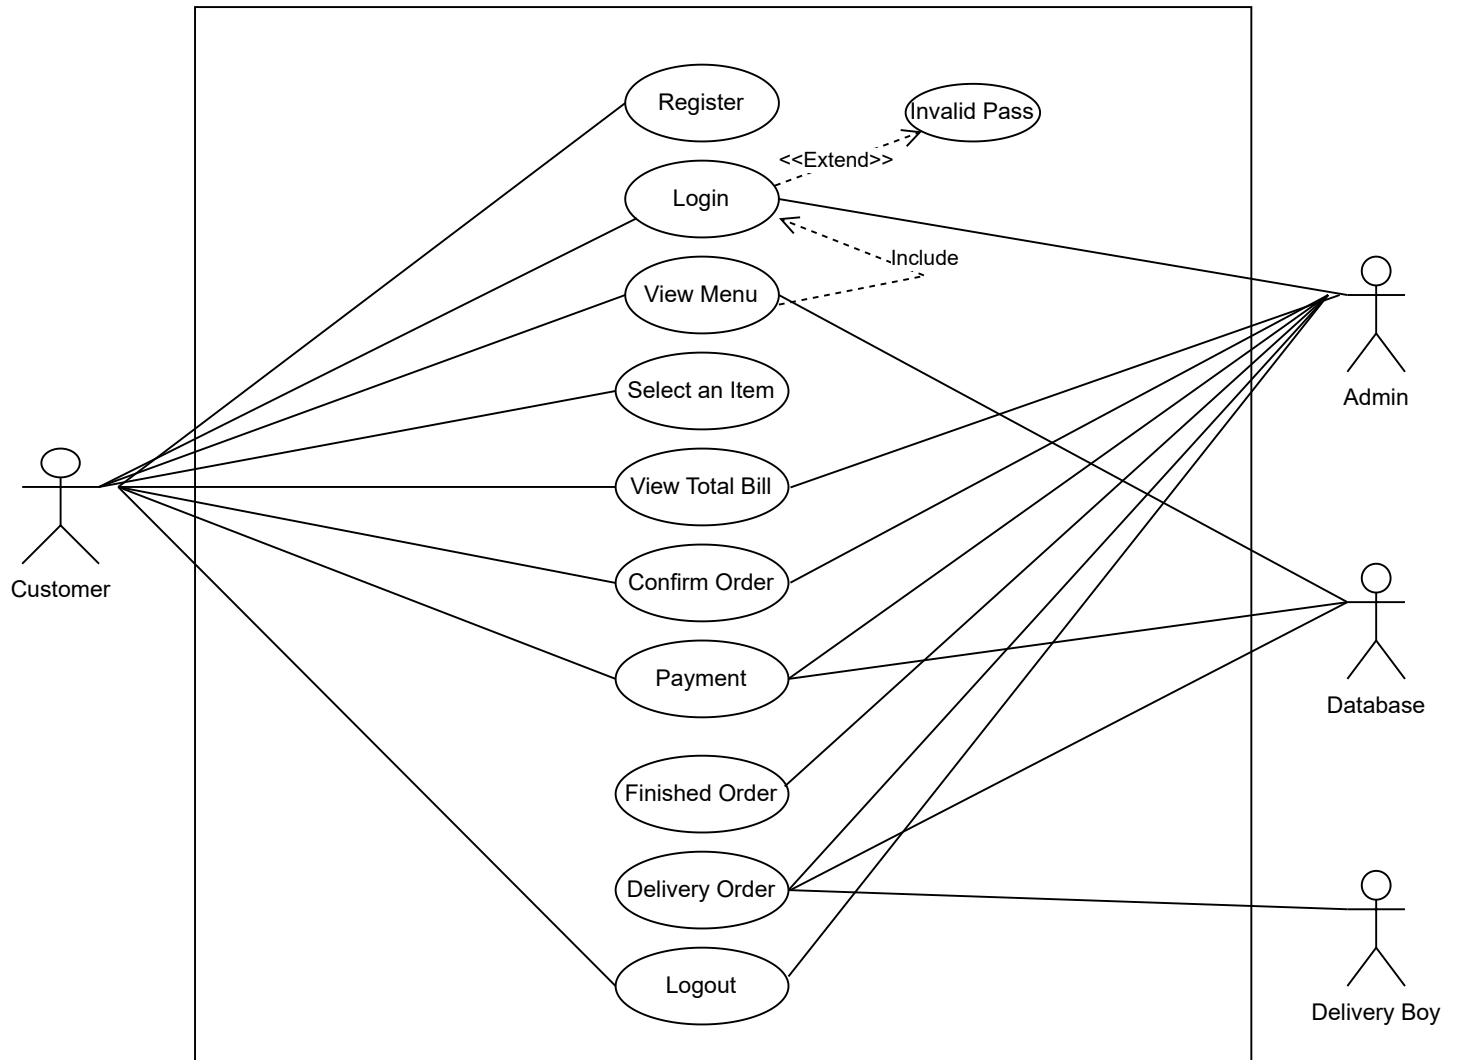 Register
Invalid Pass
<<Extend>>
Login
Include
View Menu
Select an Item
Admin
View Total Bill
Customer
Confirm Order
Payment
Database
Finished Order
Delivery Order
Logout
Delivery Boy